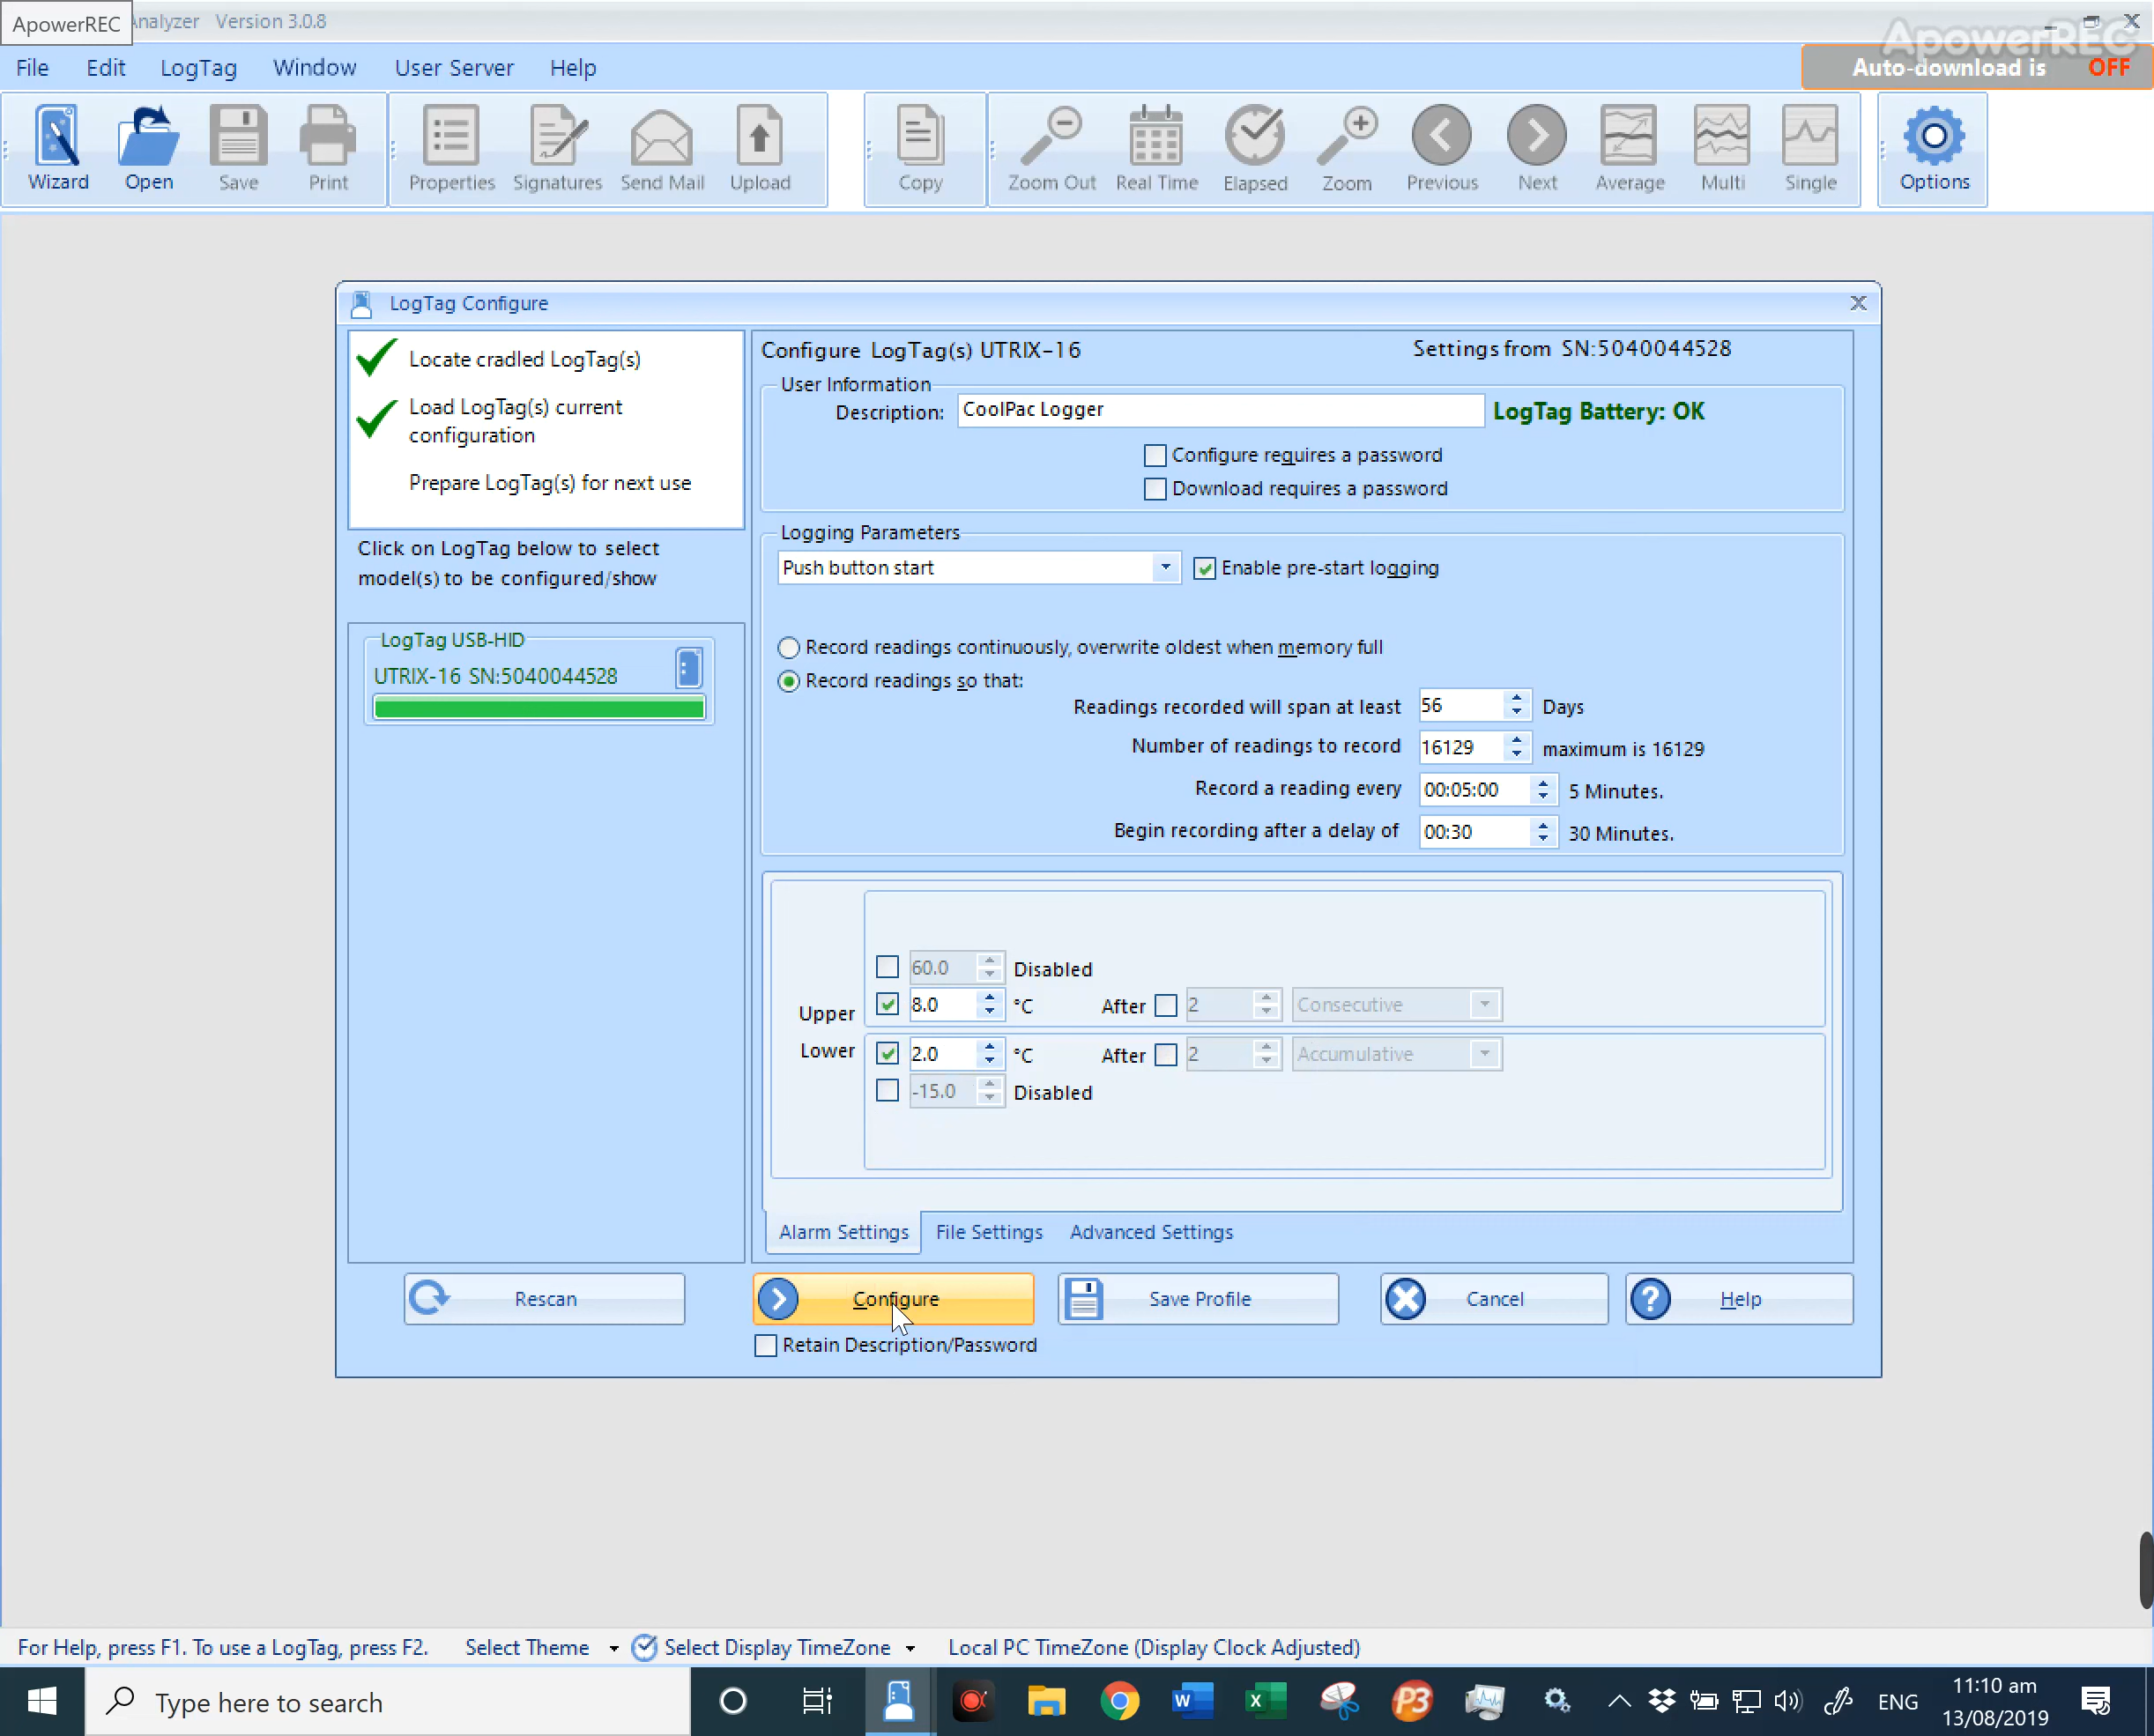 ApowerREC
Analyzer Version 3.0.8
ApowerREC
File Edit LogTag Window User Server Help
Auto-download is OFF
Wizard Open Save Print Properties Signatures Send Mail Upload Copy Zoom Out Real Time Elapsed Zoom Previous Next Average Multi Single Options
LogTag Configure
Locate cradled LogTag(s)
Load LogTag(s) current
configuration
Prepare LogTag(s) for next use
Click on LogTag below to select
model(s) to be configured/show
LogTag USB-HID
UTRIX-16 SN:5040044528
Configure LogTag(s) UTRIX-16 Settings from SN:5040044528
User Information
Description: CoolPac Logger LogTag Battery: OK
Configure requires a password
Download requires a password
Logging Parameters
Push button start Enable pre-start logging
Record readings continuously, overwrite oldest when memory full
Record readings so that:
Readings recorded will span at least 56 Days
Number of readings to record 16129 maximum is 16129
Record a reading every 00:05:00 5 Minutes.
Begin recording after a delay of 00:30 30 Minutes.
60.0 Disabled
Upper 8.0 °C After 2 Consecutive
Lower 2.0 °C After 2 Accumulative
-15.0 Disabled
Alarm Settings File Settings Advanced Settings
Rescan Configure Save Profile Cancel Help
Retain Description/Password
For Help, press F1. To use a LogTag, press F2. Select Theme Select Display TimeZone Local PC TimeZone (Display Clock Adjusted)
Type here to search
W X P3
ENG
11:10 am
13/08/2019